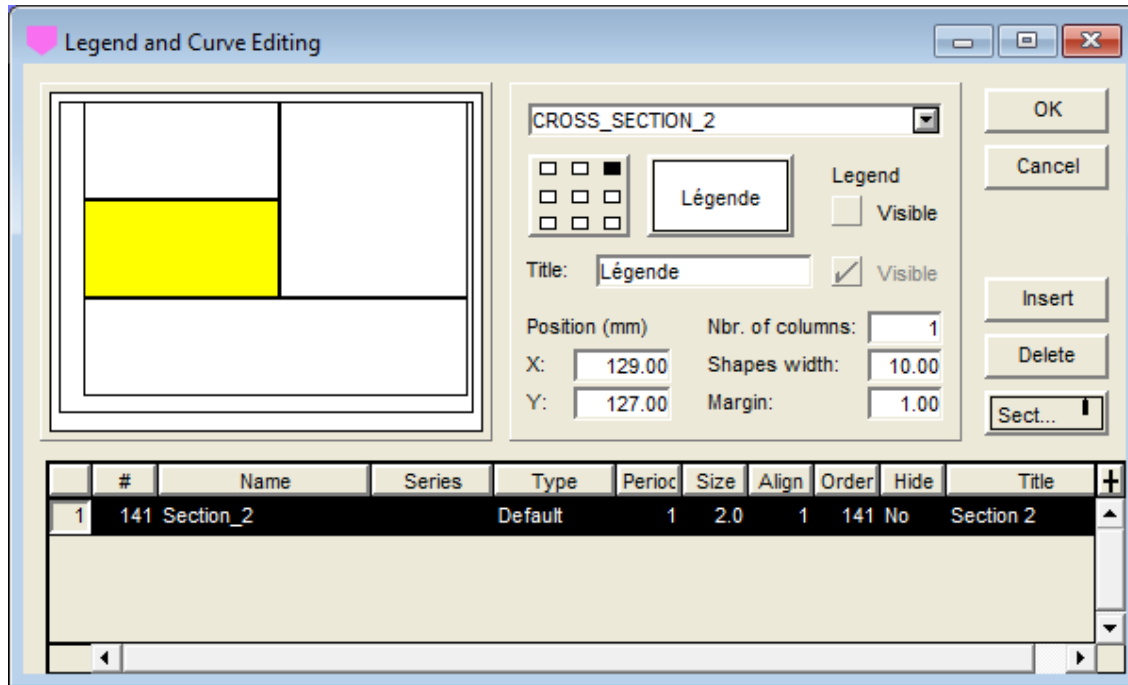 Legend and Curve Editing
CROSS_SECTION_2
OK
Cancel
Légende
Legend
Visible
Title: Légende Visible
Insert
Position (mm) Nbr. of columns: 1
X: 129.00 Shapes width: 10.00
Delete
Y: 127.00 Margin: 1.00
Sect...
# Name Series Type Perioc Size Align Order Hide Title +
1 141 Section_2 Default 1 2.0 1 141 No Section 2